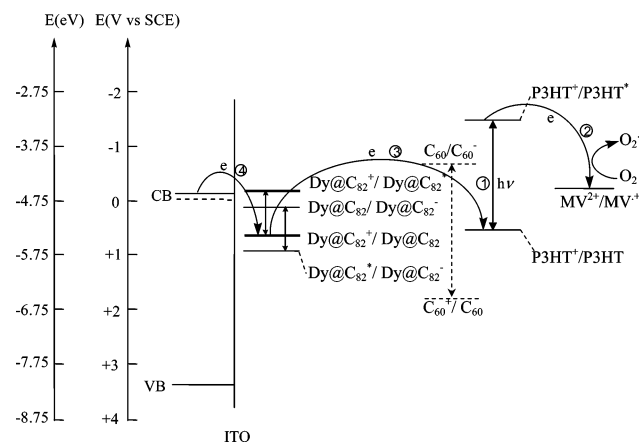 E(eV) E(V vs SCE)
-2.75 -2 P3HT⁺/P3HT*
e ②
-3.75 -1 e ③ C₆₀/C₆₀⁻ O₂⁻
e ④ ① hν O₂
Dy@C₈₂⁺/ Dy@C₈₂*
CB
-4.75 0 Dy@C₈₂/ Dy@C₈₂⁻ MV²⁺/MV·⁺
-5.75 +1 Dy@C₈₂⁺/ Dy@C₈₂
Dy@C₈₂*/ Dy@C₈₂⁻ P3HT⁺/P3HT
-6.75 +2 C₆₀⁺/ C₆₀
-7.75 +3
VB
-8.75 +4
ITO